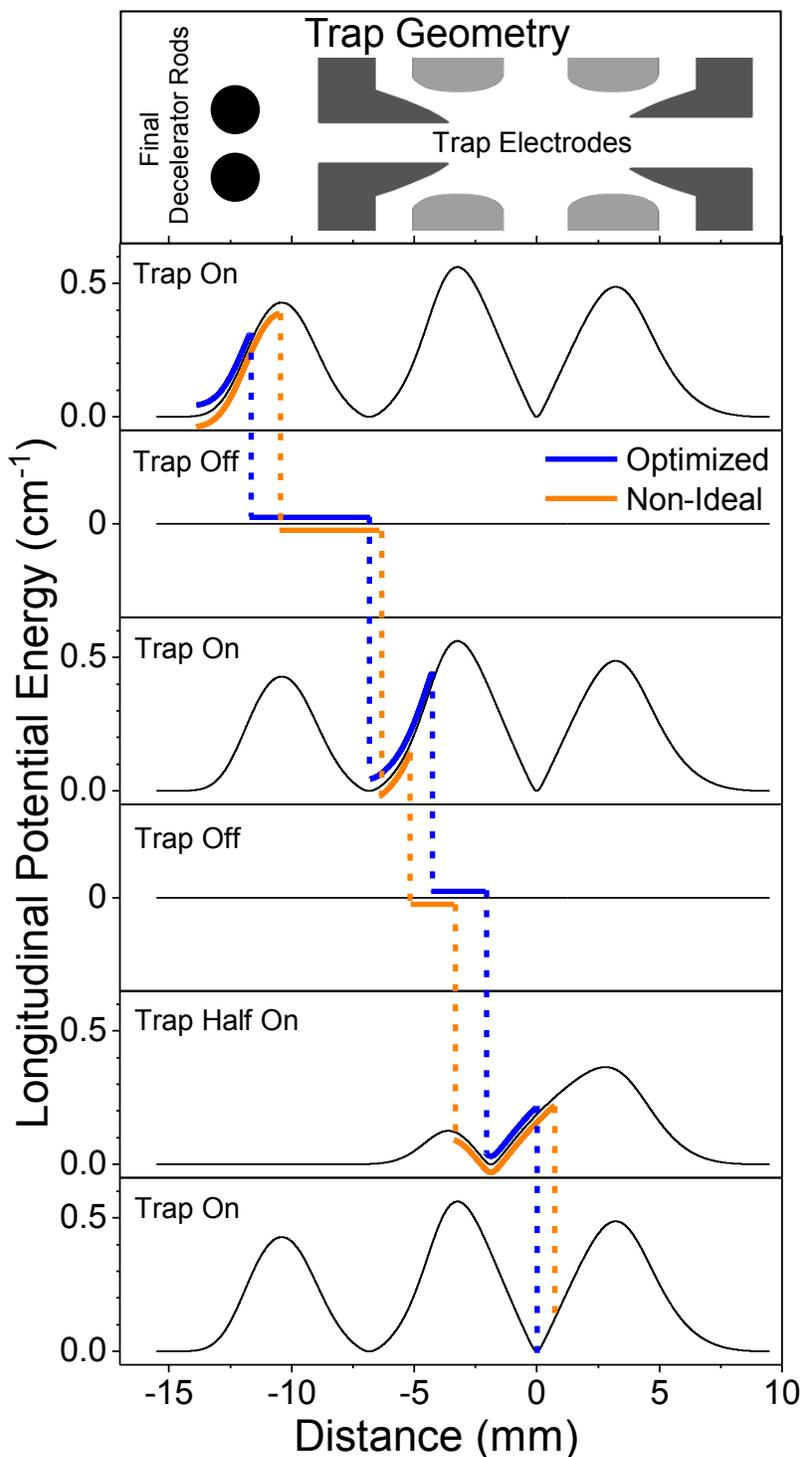 Trap Geometry
Final
Decelerator Rods
Trap Electrodes
Longitudinal Potential Energy (cm-1)
Trap On
0.5
0.0
Trap Off
Optimized
Non-Ideal
0
Trap On
0.5
0.0
Trap Off
0
Trap Half On
0.5
0.0
Trap On
0.5
0.0
-15 -10 -5 0 5 10
Distance (mm)